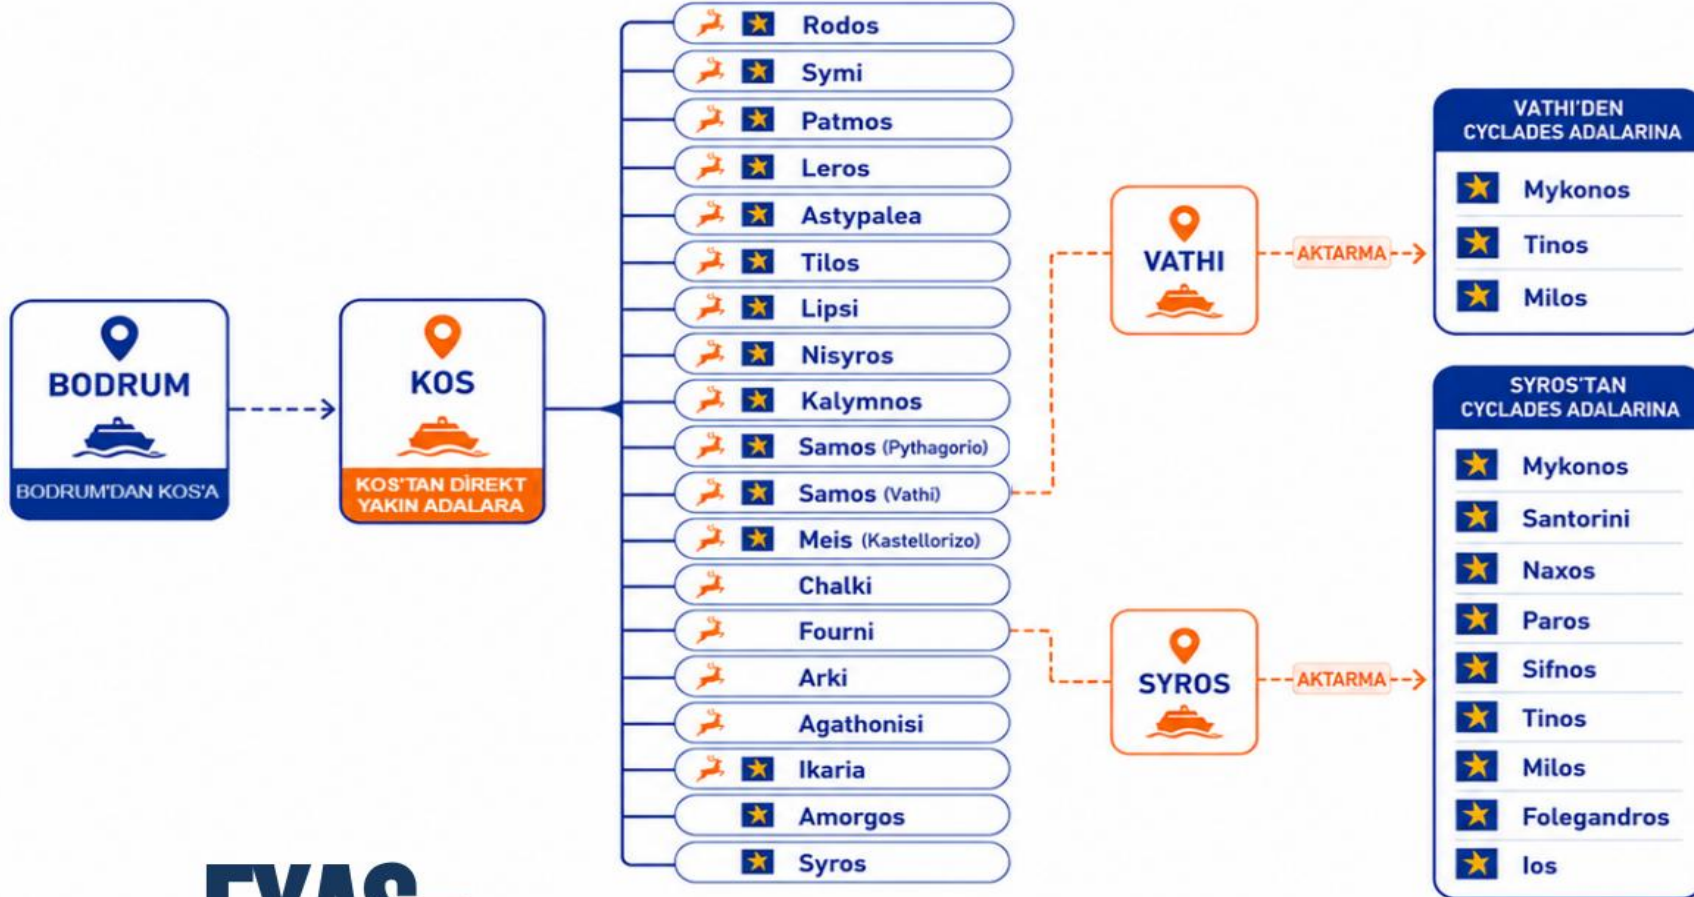 BODRUM
BODRUM'DAN KOS'A
KOS
KOS'TAN DİREKT
YAKIN ADALARA
Rodos
Symi
Patmos
Leros
Astypalea
Tilos
Lipsi
Nisyros
Kalymnos
Samos (Pythagorio)
Samos (Vathi)
Meis (Kastellorizo)
Chalki
Fourni
Arki
Agathonisi
Ikaria
Amorgos
Syros
VATHI
AKTARMA
SYROS
AKTARMA
VATHI'DEN
CYCLADES ADALARINA
Mykonos
Tinos
Milos
SYROS'TAN
CYCLADES ADALARINA
Mykonos
Santorini
Naxos
Paros
Sifnos
Tinos
Milos
Folegandros
Ios